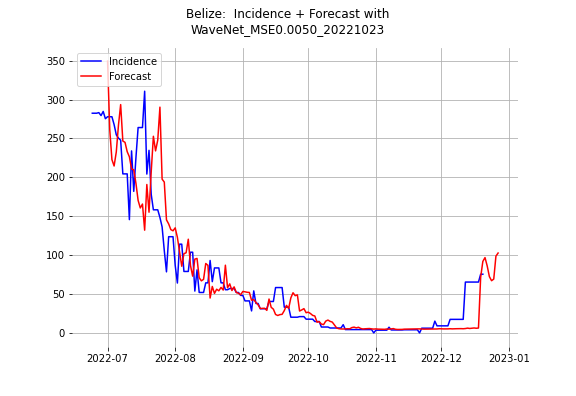 Belize:  Incidence + Forecast with
WaveNet_MSE0.0050_20221023
Incidence
Forecast
350
300
250
200
150
100
50
0
2022-07 2022-08 2022-09 2022-10 2022-11 2022-12 2023-01